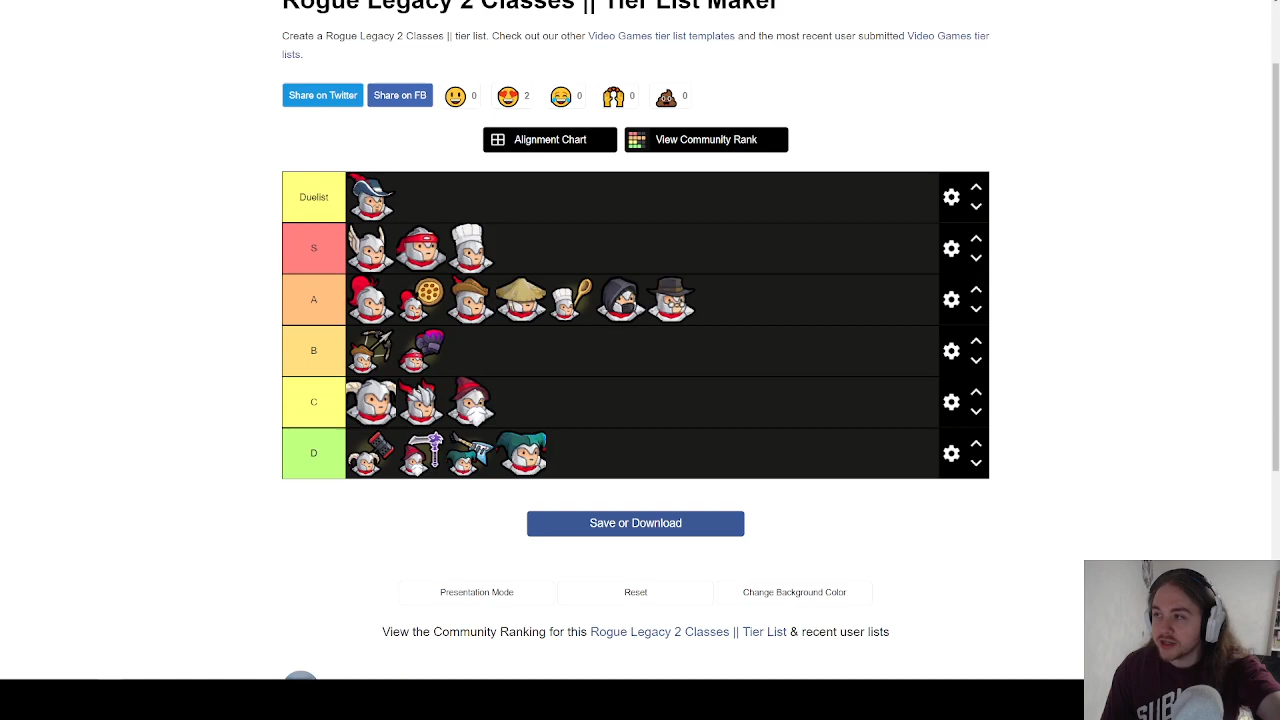 Rogue Legacy 2 Classes || Tier List Maker
Create a Rogue Legacy 2 Classes || tier list. Check out our other Video Games tier list templates and the most recent user submitted Video Games tier
lists.
Share on Twitter
Share on FB
0
2
0
0
0
Alignment Chart
View Community Rank
Duelist
S
A
B
C
D
Save or Download
Presentation Mode
Reset
Change Background Color
View the Community Ranking for this Rogue Legacy 2 Classes || Tier List & recent user lists